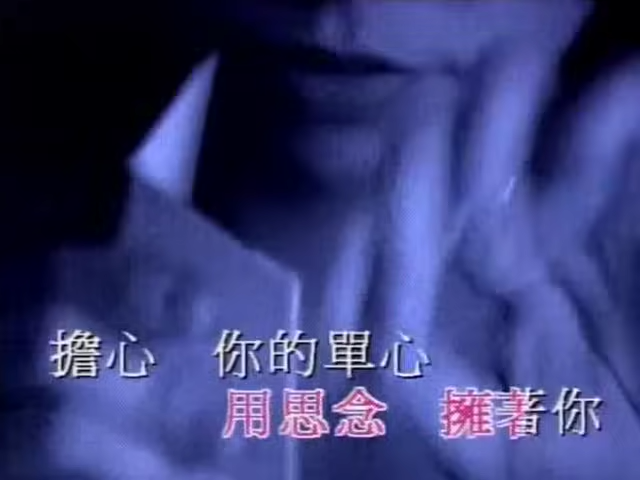 擔心　你的單心
用思念　擁著你